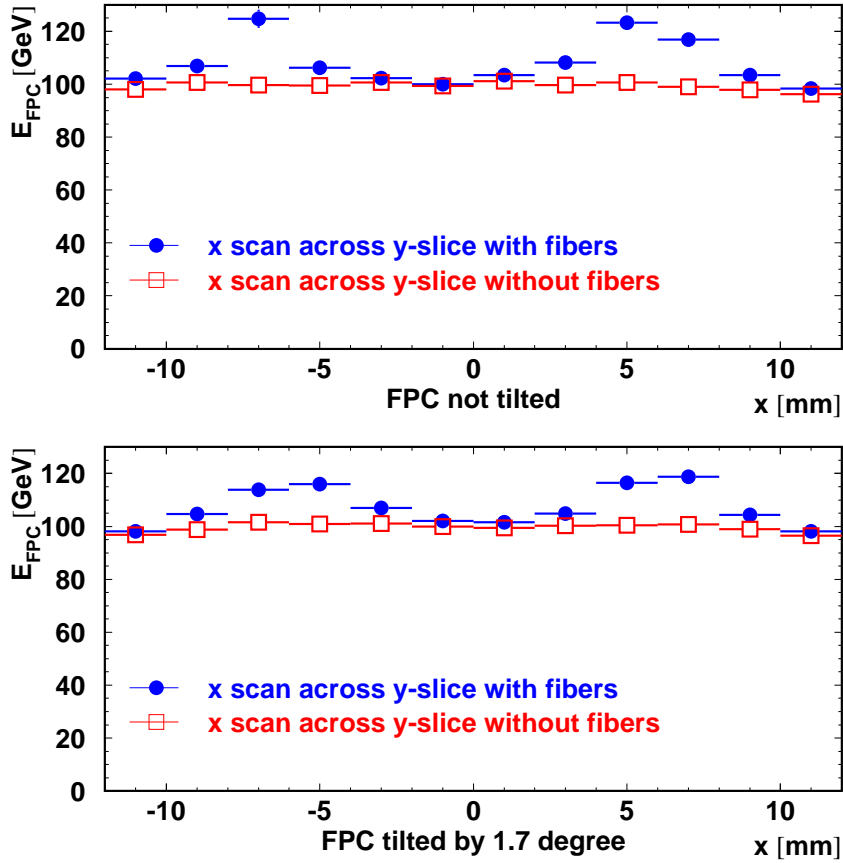 E_FPC [GeV]
120
100
80
60
40
20
0
x scan across y-slice with fibers
x scan across y-slice without fibers
-10 -5 0 5 10
FPC not tilted
x [mm]
E_FPC [GeV]
120
100
80
60
40
20
0
x scan across y-slice with fibers
x scan across y-slice without fibers
-10 -5 0 5 10
FPC tilted by 1.7 degree
x [mm]